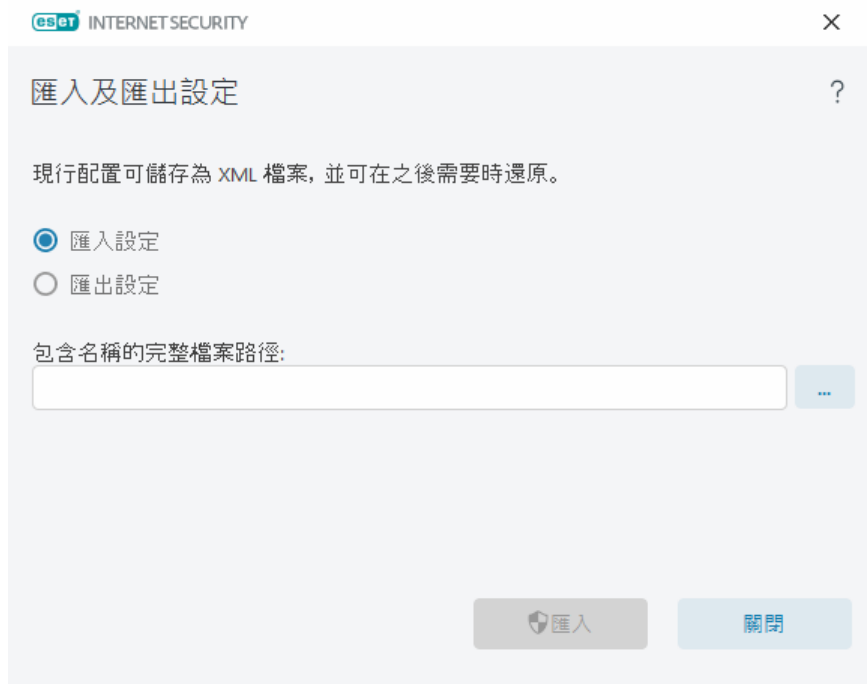 eseT INTERNET SECURITY
匯入及匯出設定
?
現行配置可儲存為 XML 檔案, 並可在之後需要時還原。
匯入設定
匯出設定
包含名稱的完整檔案路徑:
...
匯入
關閉